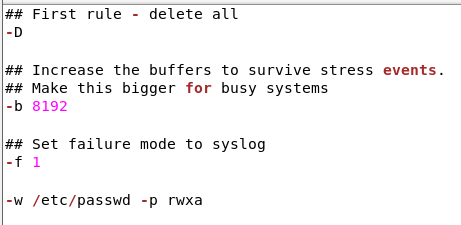 ## First rule - delete all
-D
## Increase the buffers to survive stress events.
## Make this bigger for busy systems
-b 8192
## Set failure mode to syslog
-f 1
-w /etc/passwd -p rwxa